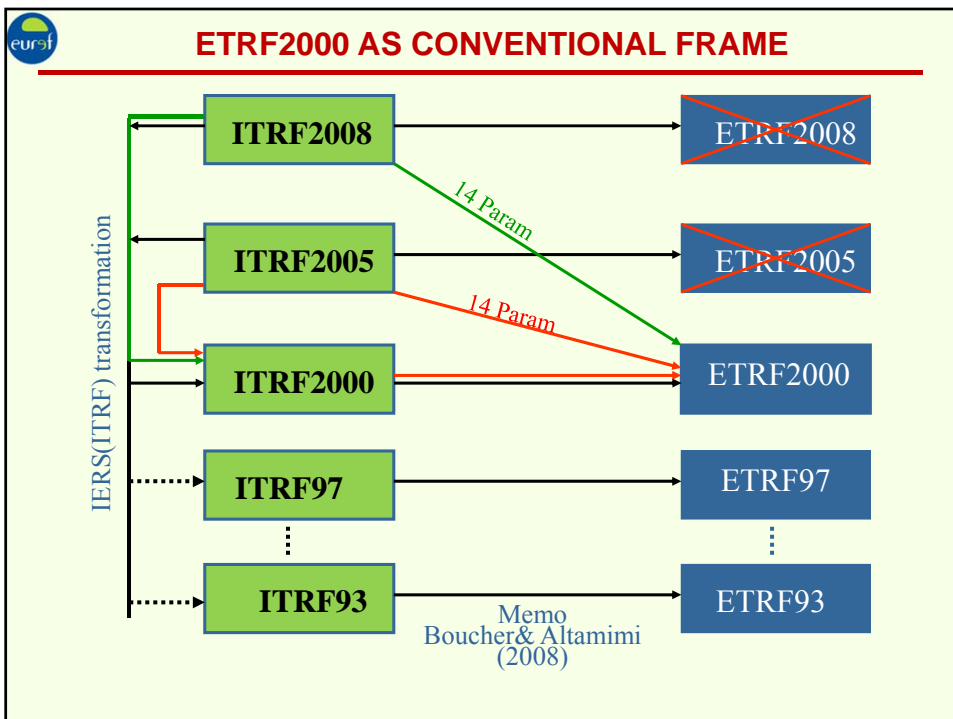 euref
ETRF2000 AS CONVENTIONAL FRAME
ITRF2008
ETRF2008
14 Param
ITRF2005
ETRF2005
14 Param
ITRF2000
ETRF2000
IERS(ITRF) transformation
ITRF97
ETRF97
ITRF93
ETRF93
Memo
Boucher& Altamimi
(2008)